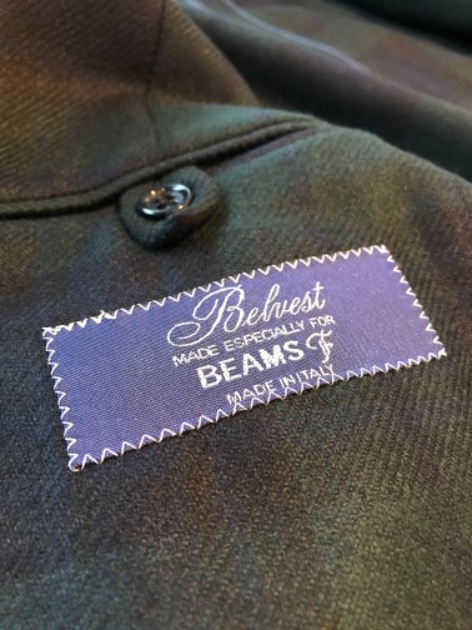 Belvest
MADE ESPECIALLY FOR
BEAMS F
MADE IN ITALY